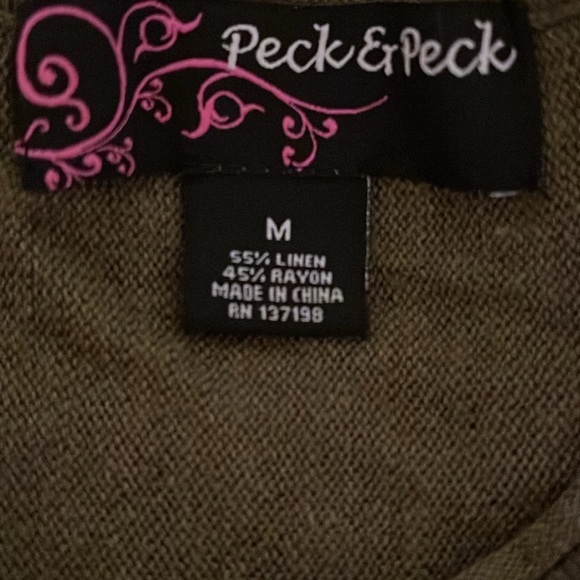 Peck & Peck
M
55% LINEN
45% RAYON
MADE IN CHINA
RN 137198